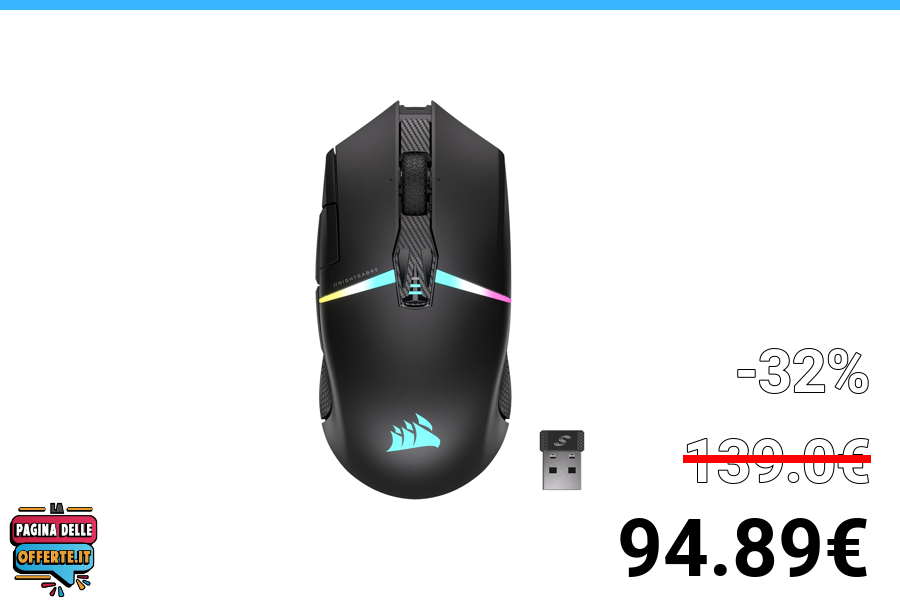 //NIGHTSABRE
-32%
139.0€
94.89€
LA
PAGINA DELLE
OFFERTE.IT